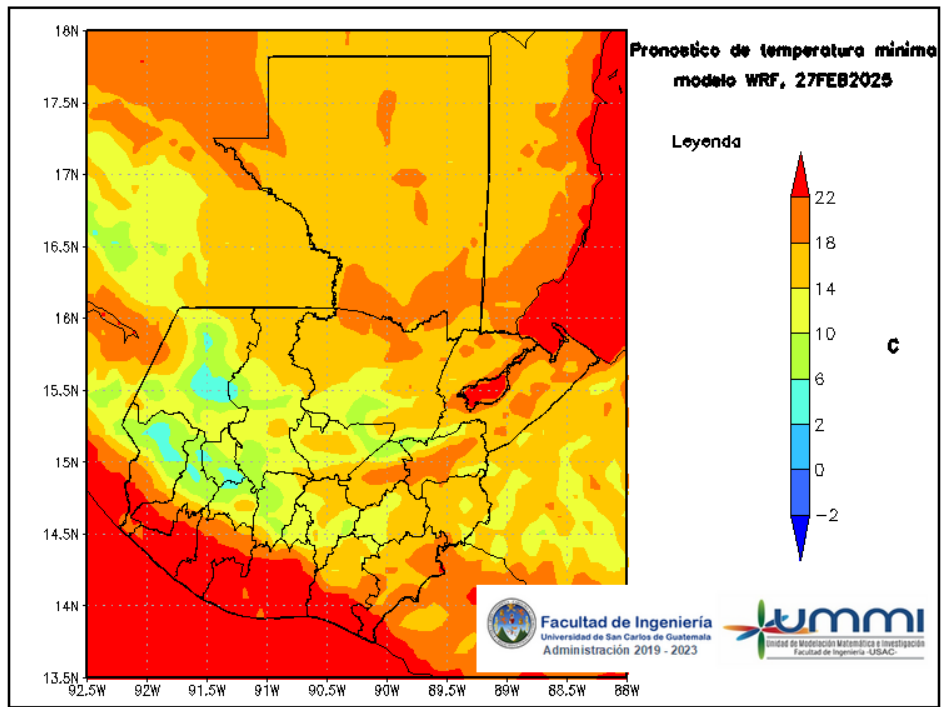 Pronostico de temperatura minima
modelo WRF, 27FEB2025
Leyenda
22
18
14
10
6
2
0
-2
C
18N
17.5N
17N
16.5N
16N
15.5N
15N
14.5N
14N
13.5N
92.5W 92W 91.5W 91W 90.5W 90W 89.5W 89W 88.5W 88W
Facultad de Ingeniería
Universidad de San Carlos de Guatemala
Administración 2019 - 2023
UMMI
Unidad de Modelación Matemática e Investigación
Facultad de Ingeniería -USAC-